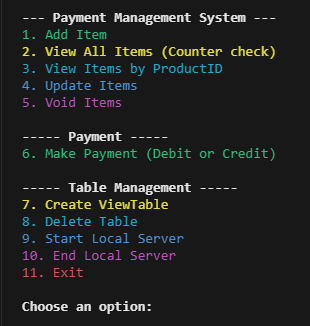 --- Payment Management System ---
1. Add Item
2. View All Items (Counter check)
3. View Items by ProductID
4. Update Items
5. Void Items
----- Payment -----
6. Make Payment (Debit or Credit)
----- Table Management -----
7. Create ViewTable
8. Delete Table
9. Start Local Server
10. End Local Server
11. Exit
Choose an option: